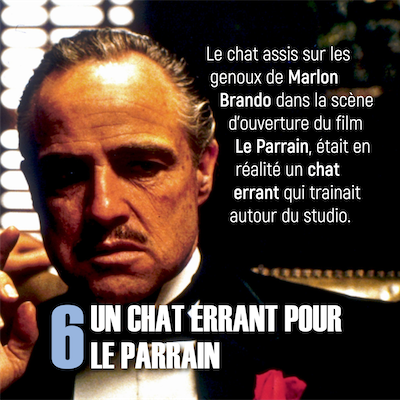 Le chat assis sur les
genoux de Marlon
Brando dans la scène
d'ouverture du film
Le Parrain, était en
réalité un chat
errant qui trainait
autour du studio.
6 UN CHAT ERRANT POUR
LE PARRAIN